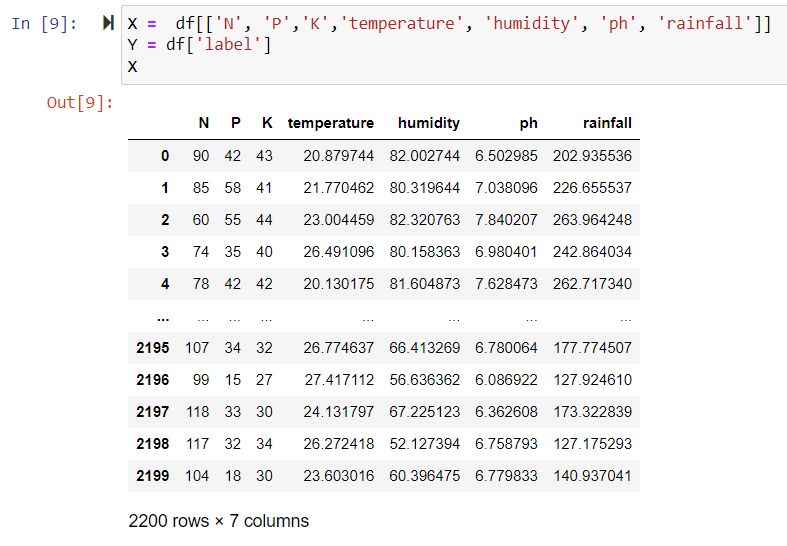 In [9]: X = df[['N', 'P','K','temperature', 'humidity', 'ph', 'rainfall']]
Y = df['label']
X
Out[9]:
N P K temperature humidity ph rainfall
0 90 42 43 20.879744 82.002744 6.502985 202.935536
1 85 58 41 21.770462 80.319644 7.038096 226.655537
2 60 55 44 23.004459 82.320763 7.840207 263.964248
3 74 35 40 26.491096 80.158363 6.980401 242.864034
4 78 42 42 20.130175 81.604873 7.628473 262.717340
... ... ... ... ... ... ... ...
2195 107 34 32 26.774637 66.413269 6.780064 177.774507
2196 99 15 27 27.417112 56.636362 6.086922 127.924610
2197 118 33 30 24.131797 67.225123 6.362608 173.322839
2198 117 32 34 26.272418 52.127394 6.758793 127.175293
2199 104 18 30 23.603016 60.396475 6.779833 140.937041
2200 rows × 7 columns